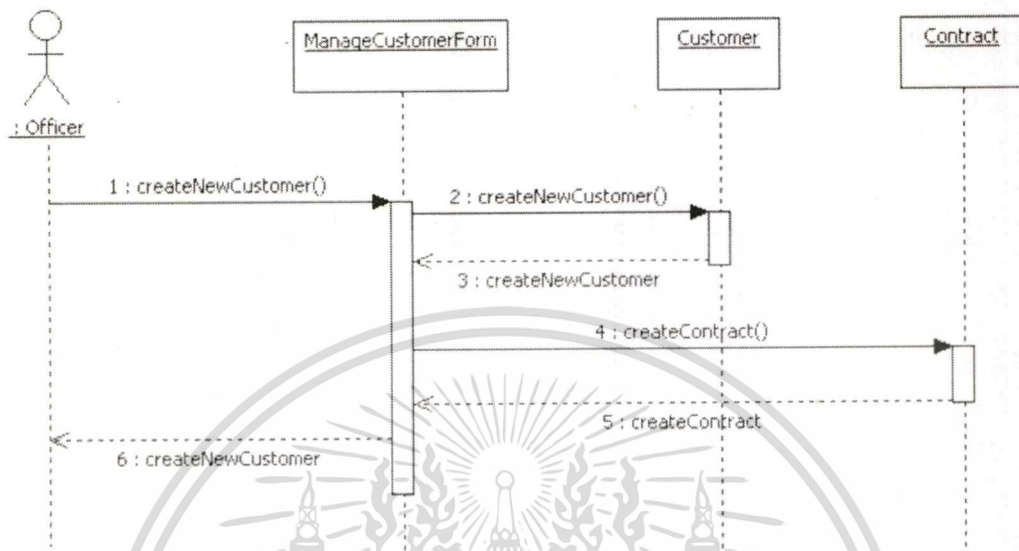 ManageCustomerForm
Customer
Contract
: Officer
1 : createNewCustomer()
2 : createNewCustomer()
3 : createNewCustomer
4 : createContract()
5 : createContract
6 : createNewCustomer